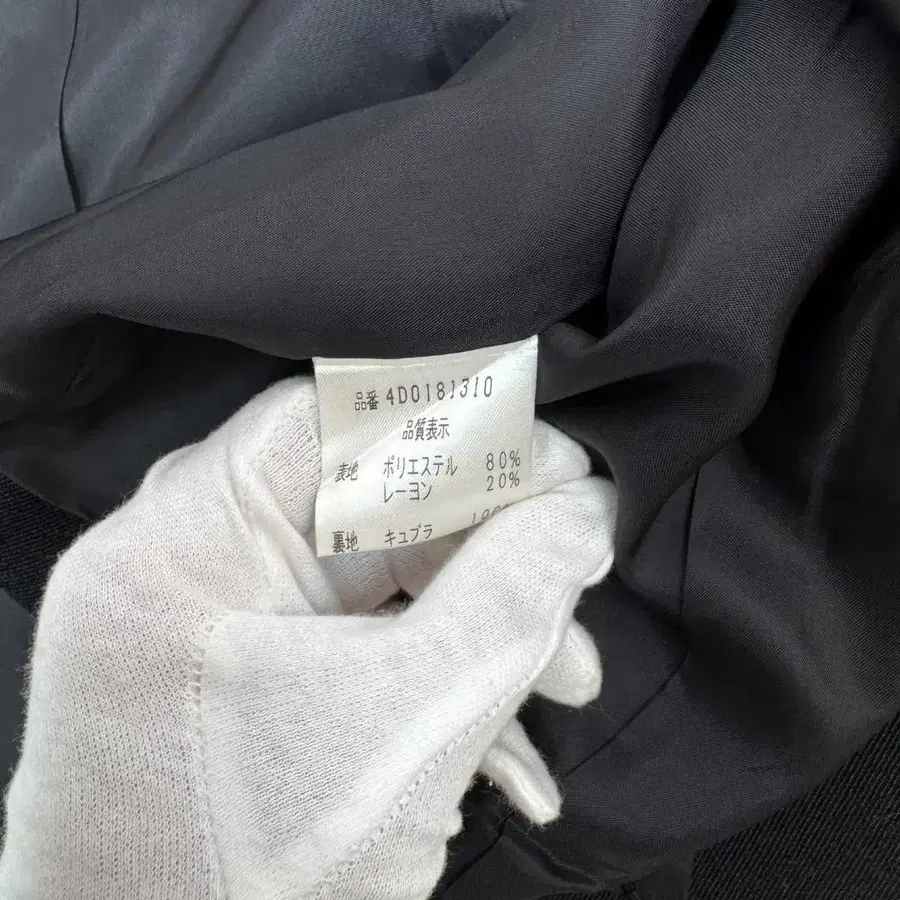 品番 4D0181310
品質表示
表地 ポリエステル 80%
レーヨン 20%
裏地 キュプラ